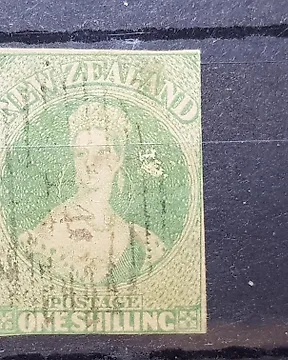 NEW ZEALAND
POSTAGE
ONE SHILLING